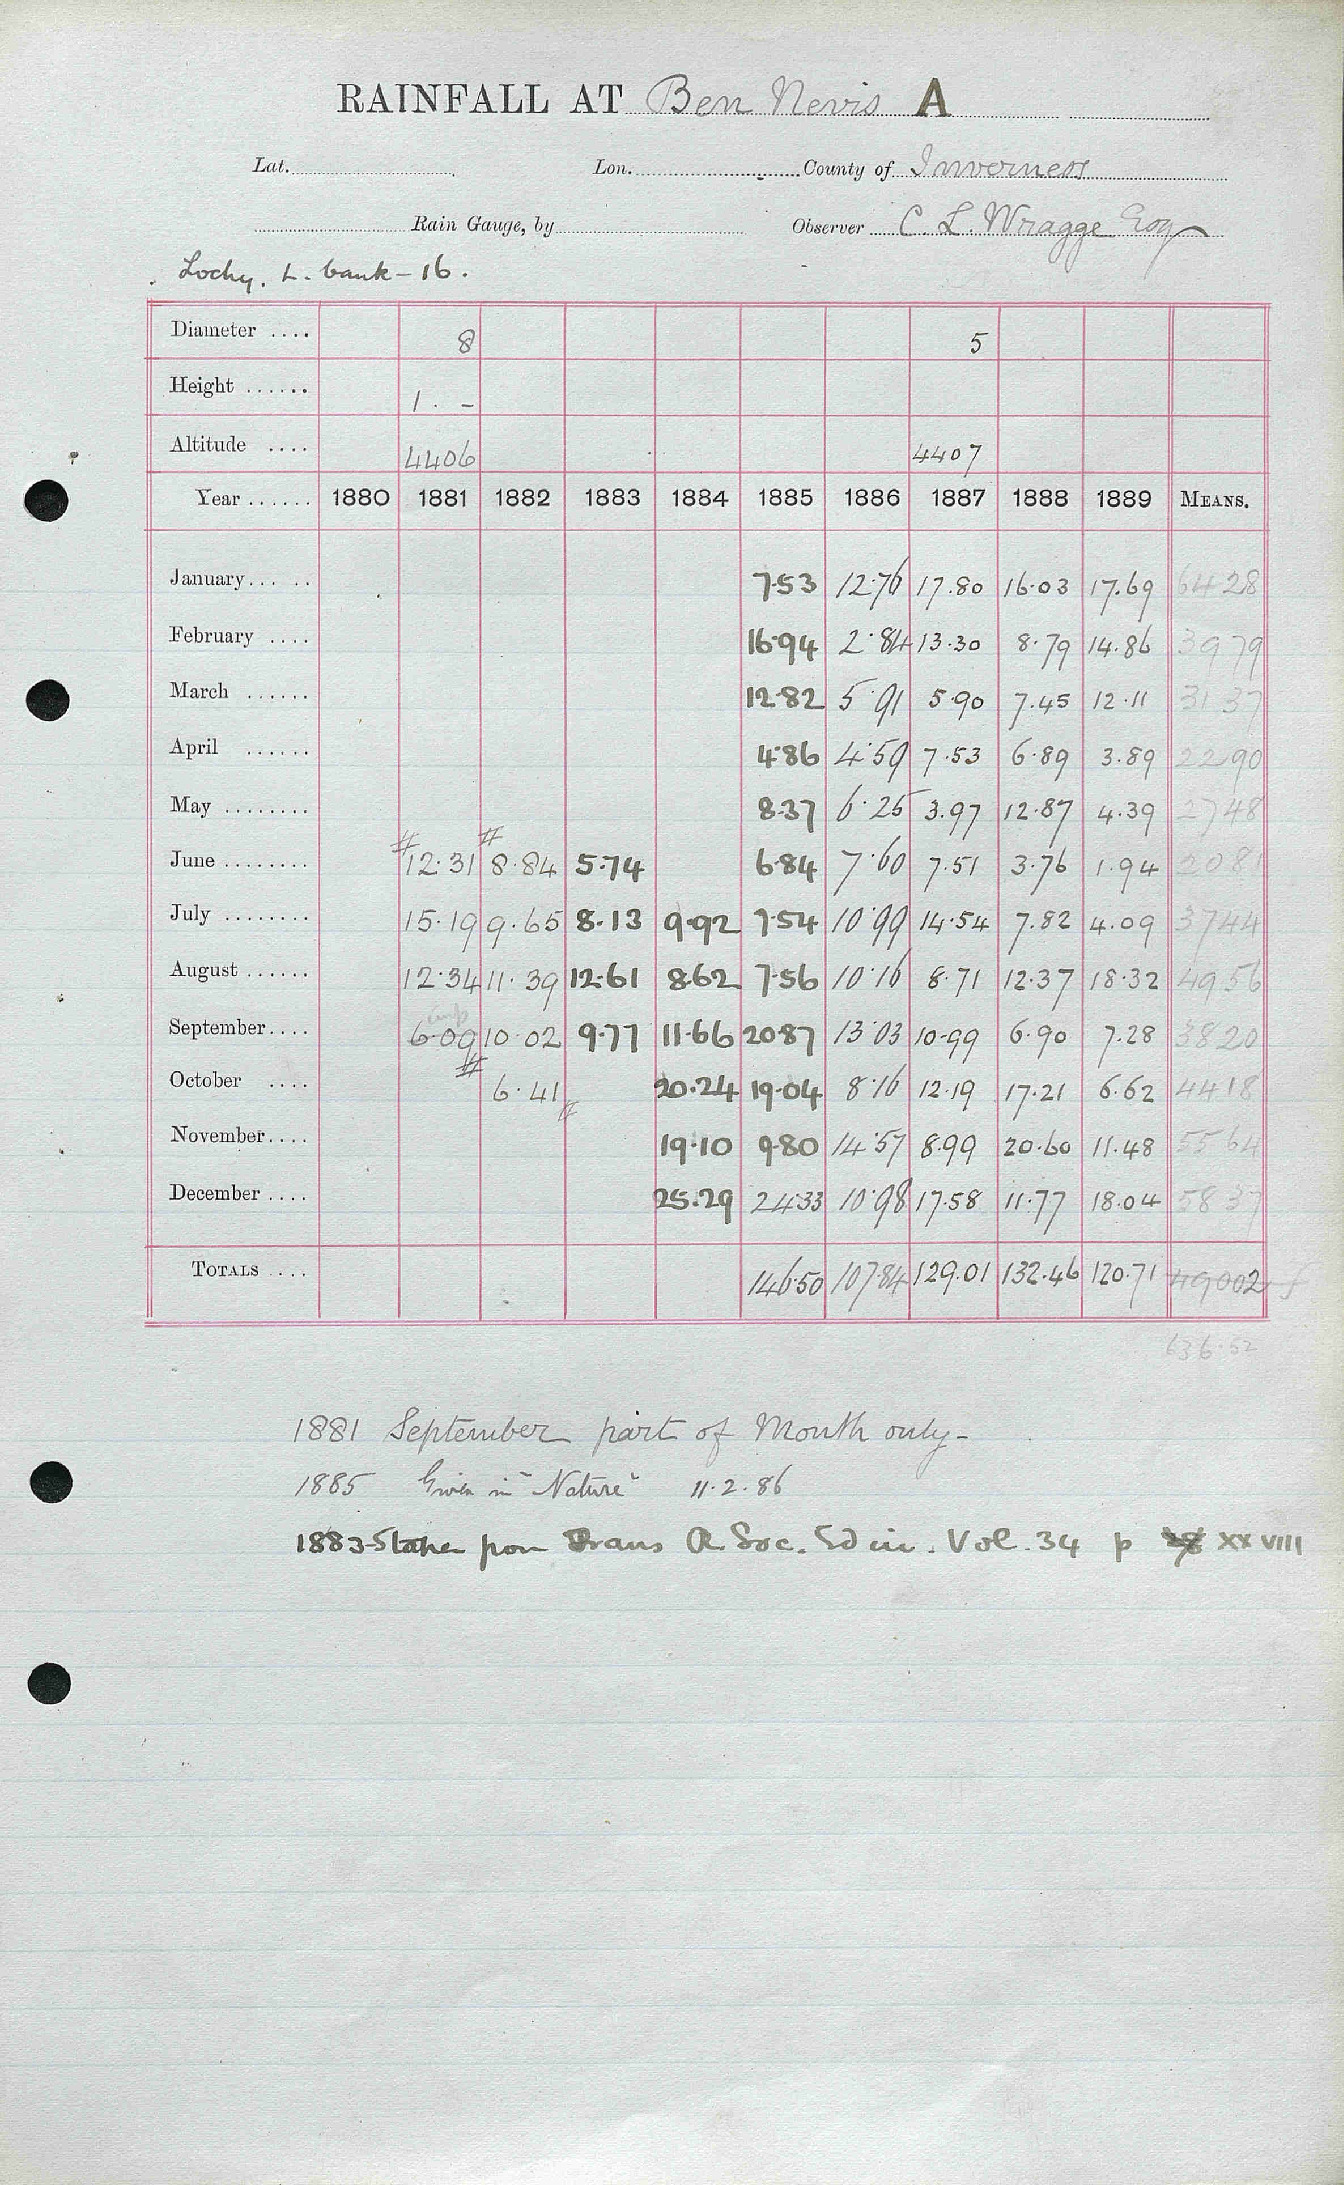 RAINFALL AT Ben Nevis A
Lat. Lon. County of Inverness
Rain Gauge, by Observer C L. Wragge Esq
Lochy. L. bank - 16.
Diameter .... 8 5
Height ...... 1 . -
Altitude .... 4406 4407
Year ...... 1880 1881 1882 1883 1884 1885 1886 1887 1888 1889 MEANS.
January... .. 7.53 12.76 17.80 16.03 17.69 64 28
February .... 16.94 2.84 13.30 8.79 14.86 39 79
March ...... 12.82 5.91 5.90 7.45 12.11 31 37
April ...... 4.86 4.59 7.53 6.89 3.89 22 90
May ........ 8.37 6.25 3.97 12.87 4.39 27 48
June ........ #12.31 #8.84 5.74 6.84 7.60 7.51 3.76 1.94 20 81
July ........ 15.19 9.65 8.13 9.92 7.54 10.99 14.54 7.82 4.09 37 44
August ...... 12.34 11.39 12.61 8.62 7.56 10.16 8.71 12.37 18.32 49 56
September.... 6.09# 10.02 9.77 11.66 20.87 13.03 10.99 6.90 7.28 38 20
October .... 6.41# 20.24 19.04 8.16 12.19 17.21 6.62 44 18
November.... 19.10 9.80 14.57 8.99 20.60 11.48 55 64
December .... 25.29 24.33 10.98 17.58 11.77 18.04 58 37
TOTALS .... 146.50 107.84 129.01 132.46 120.71 49002
636.52
1881 September part of Month only-
1885 Given in "Nature" 11.2.86
1883-5 taken from Trans R Soc. Edin. Vol. 34 p XXVIII